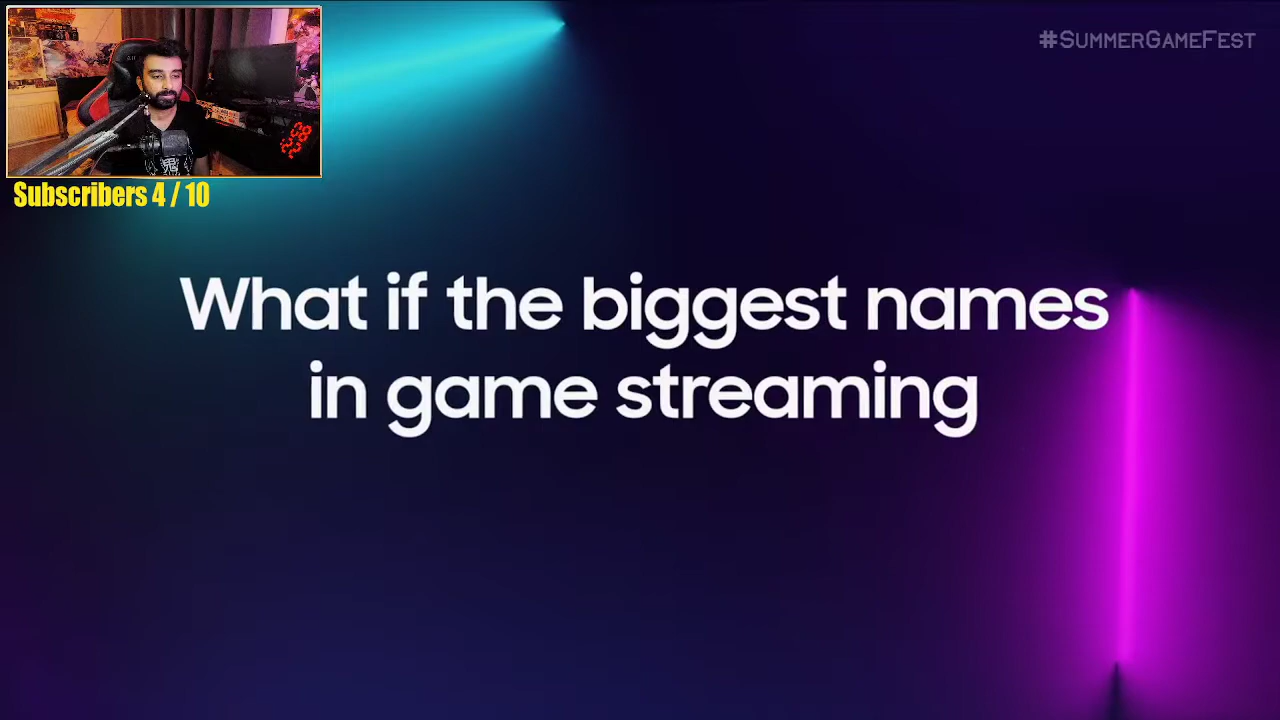 #SummerGameFest
Subscribers 4 / 10
What if the biggest names
in game streaming